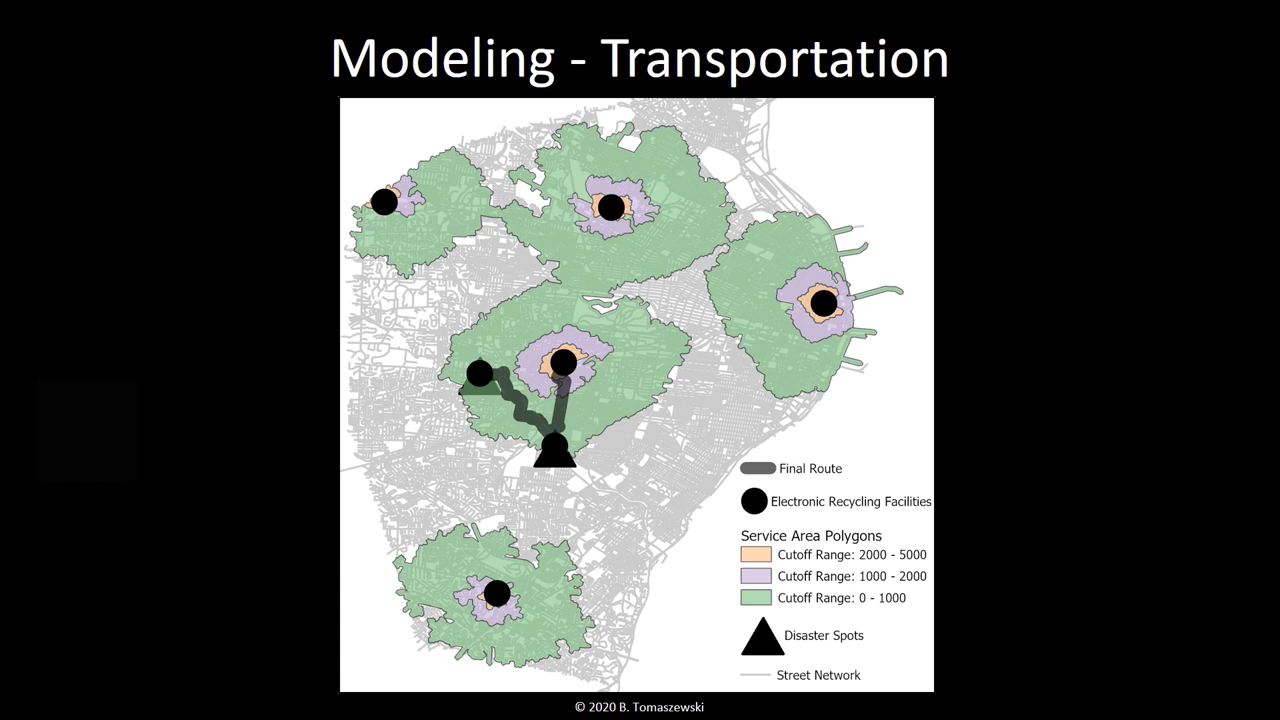 Modeling - Transportation
Final Route
Electronic Recycling Facilities
Service Area Polygons
Cutoff Range: 2000 - 5000
Cutoff Range: 1000 - 2000
Cutoff Range: 0 - 1000
Disaster Spots
Street Network
© 2020 B. Tomaszewski